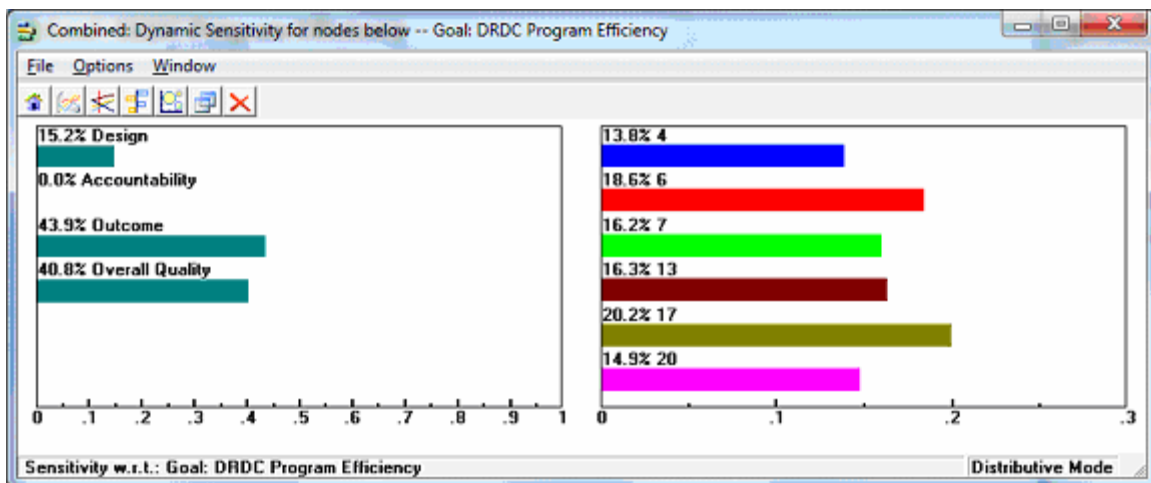 Combined: Dynamic Sensitivity for nodes below -- Goal: DRDC Program Efficiency
File Options Window
15.2% Design
0.0% Accountability
43.9% Outcome
40.8% Overall Quality
0 .1 .2 .3 .4 .5 .6 .7 .8 .9 1
13.8% 4
18.6% 6
16.2% 7
16.3% 13
20.2% 17
14.9% 20
0 .1 .2 .3
Sensitivity w.r.t.: Goal: DRDC Program Efficiency
Distributive Mode